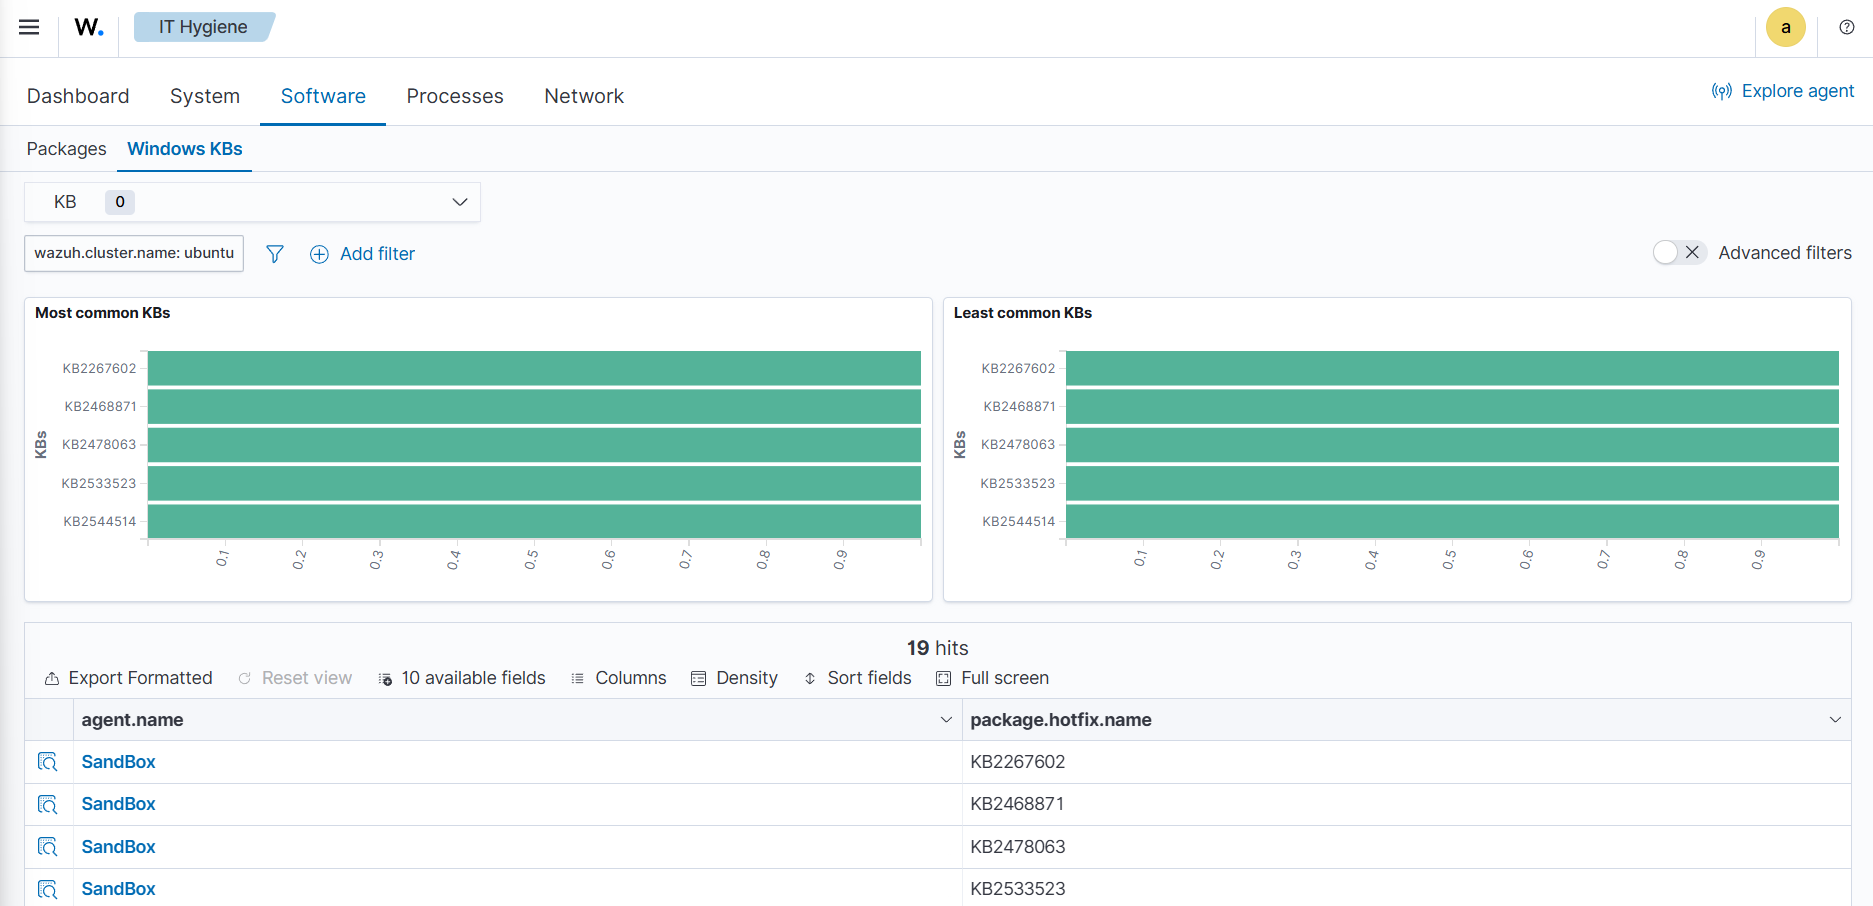 W. IT Hygiene a
Dashboard System Software Processes Network Explore agent
Packages Windows KBs
KB 0
wazuh.cluster.name: ubuntu Add filter Advanced filters
Most common KBs
KBs
KB2267602
KB2468871
KB2478063
KB2533523
KB2544514
0.1 0.2 0.3 0.4 0.5 0.6 0.7 0.8 0.9
Least common KBs
KBs
KB2267602
KB2468871
KB2478063
KB2533523
KB2544514
0.1 0.2 0.3 0.4 0.5 0.6 0.7 0.8 0.9
19 hits
Export Formatted Reset view 10 available fields Columns Density Sort fields Full screen
agent.name package.hotfix.name
SandBox KB2267602
SandBox KB2468871
SandBox KB2478063
SandBox KB2533523